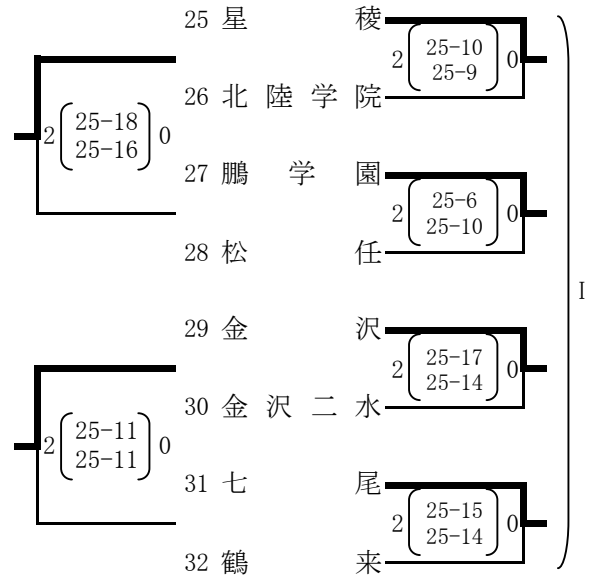 25 星稜
2 25-10 0
25-9
26 北陸学院
2 25-18 0
25-16
27 鵬学園
2 25-6 0
25-10
28 松任
I
29 金沢
2 25-17 0
25-14
30 金沢二水
2 25-11 0
25-11
31 七尾
2 25-15 0
25-14
32 鶴来